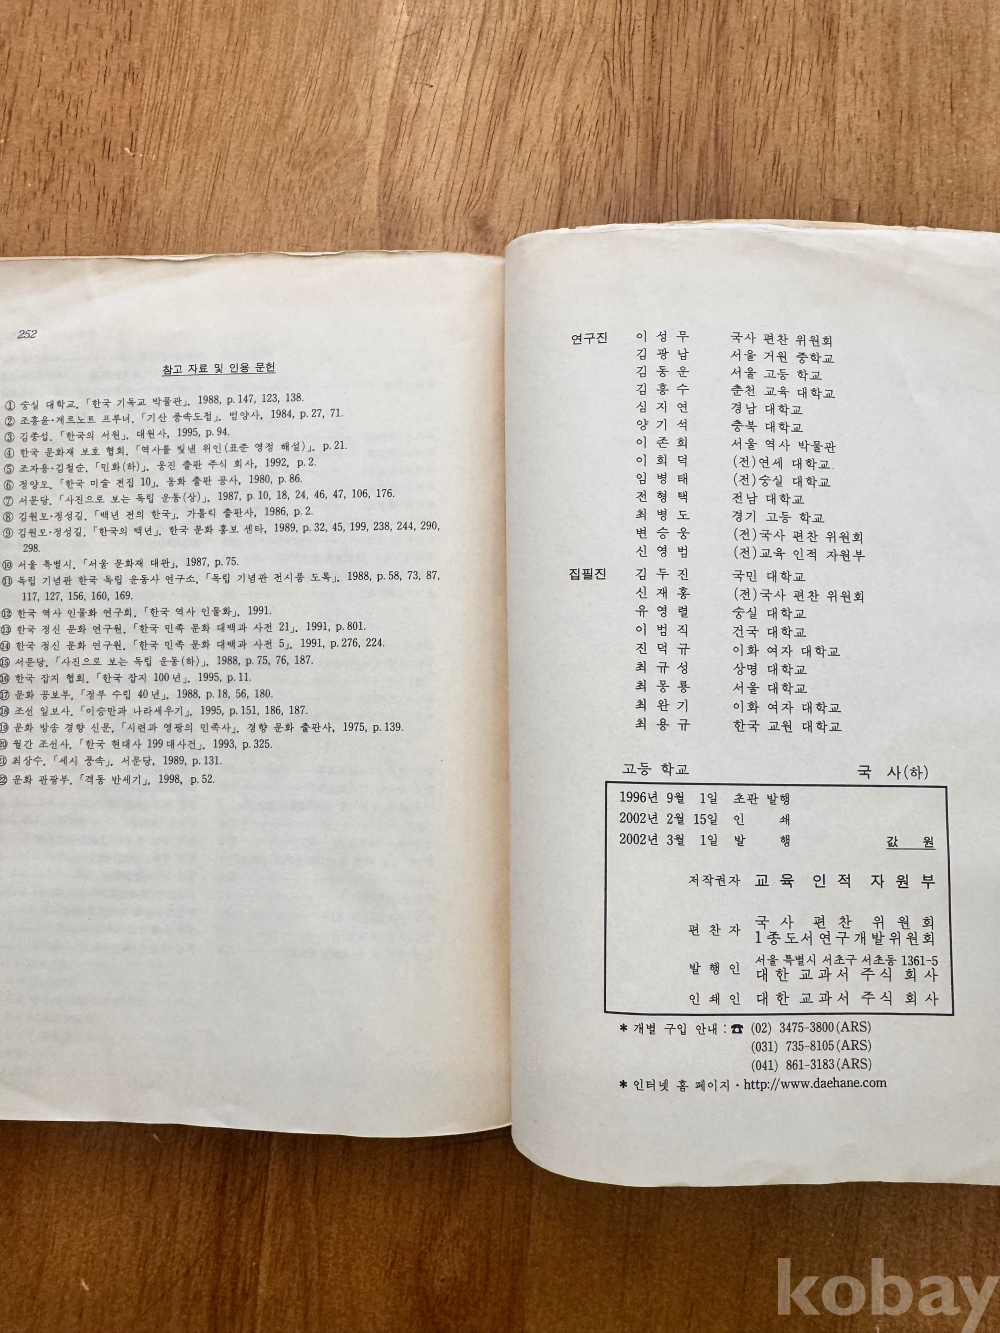 252
참고 자료 및 인용 문헌
① 숭실 대학교, 「한국 기독교 박물관」, 1988, p. 147, 123, 138.
② 조흥윤·게르노트 프루너, 「기산 풍속도첩」, 범양사, 1984, p. 27, 71.
③ 김종섭, 「한국의 서원」, 대원사, 1995, p. 94.
④ 한국 문화재 보호 협회, 「역사를 빛낸 위인(표준 영정 해설)」, p. 21.
⑤ 조자용·김철순, 「민화(하)」, 웅진 출판 주식 회사, 1992, p. 2.
⑥ 정양모, 「한국 미술 전집 10」, 동화 출판 공사, 1980, p. 86.
⑦ 서문당, 「사진으로 보는 독립 운동(상)」, 1987, p. 10, 18, 24, 46, 47, 106, 176.
⑧ 김원모·정성길, 「백년 전의 한국」, 가톨릭 출판사, 1986, p. 2.
⑨ 김원모·정성길, 「한국의 백년」, 한국 문화 홍보 센타, 1989, p. 32, 45, 199, 238, 244, 290,
298.
⑩ 서울 특별시, 「서울 문화재 대관」, 1987, p. 75.
⑪ 독립 기념관 한국 독립 운동사 연구소, 「독립 기념관 전시품 도록」, 1988, p. 58, 73, 87,
117, 127, 156, 160, 169.
⑫ 한국 역사 인물화 연구회, 「한국 역사 인물화」, 1991.
⑬ 한국 정신 문화 연구원, 「한국 민족 문화 대백과 사전 21」, 1991, p. 801.
⑭ 한국 정신 문화 연구원, 「한국 민족 문화 대백과 사전 5」, 1991, p. 276, 224.
⑮ 서문당, 「사진으로 보는 독립 운동(하)」, 1988, p. 75, 76, 187.
⑯ 한국 잡지 협회, 「한국 잡지 100년」, 1995, p. 11.
⑰ 문화 공보부, 「정부 수립 40년」, 1988, p. 18, 56, 180.
⑱ 조선 일보사, 「이승만과 나라세우기」, 1995, p. 151, 186, 187.
⑲ 문화 방송 경향 신문, 「시련과 영광의 민족사」, 경향 문화 출판사, 1975, p. 139.
⑳ 월간 조선사, 「한국 현대사 199 대사건」, 1993, p. 325.
㉑ 최상수, 「세시 풍속」, 서문당, 1989, p. 131.
㉒ 문화 관광부, 「격동 반세기」, 1998, p. 52.
연구진 이 성 무 국사 편찬 위원회
김 광 남 서울 거원 중학교
김 동 운 서울 고등 학교
김 흥 수 춘천 교육 대학교
심 지 연 경남 대학교
양 기 석 충북 대학교
이 존 희 서울 역사 박물관
이 희 덕 (전)연세 대학교
임 병 태 (전)숭실 대학교
전 형 택 전남 대학교
최 병 도 경기 고등 학교
변 승 웅 (전)국사 편찬 위원회
신 영 범 (전)교육 인적 자원부
집필진 김 두 진 국민 대학교
신 재 홍 (전)국사 편찬 위원회
유 영 렬 숭실 대학교
이 범 직 건국 대학교
진 덕 규 이화 여자 대학교
최 규 성 상명 대학교
최 몽 룡 서울 대학교
최 완 기 이화 여자 대학교
최 용 규 한국 교원 대학교
고등 학교 국 사(하)
1996년 9월 1일 초판 발행
2002년 2월 15일 인 쇄
2002년 3월 1일 발 행 값 원
저작권자 교 육 인 적 자 원 부
편 찬 자 국 사 편 찬 위 원 회
1종도서연구개발위원회
발 행 인 서울 특별시 서초구 서초동 1361-5
대한 교과서 주식 회사
인 쇄 인 대한 교과서 주식 회사
* 개별 구입 안내 : ☎ (02) 3475-3800(ARS)
(031) 735-8105(ARS)
(041) 861-3183(ARS)
* 인터넷 홈 페이지 · http://www.daehane.com
kobay